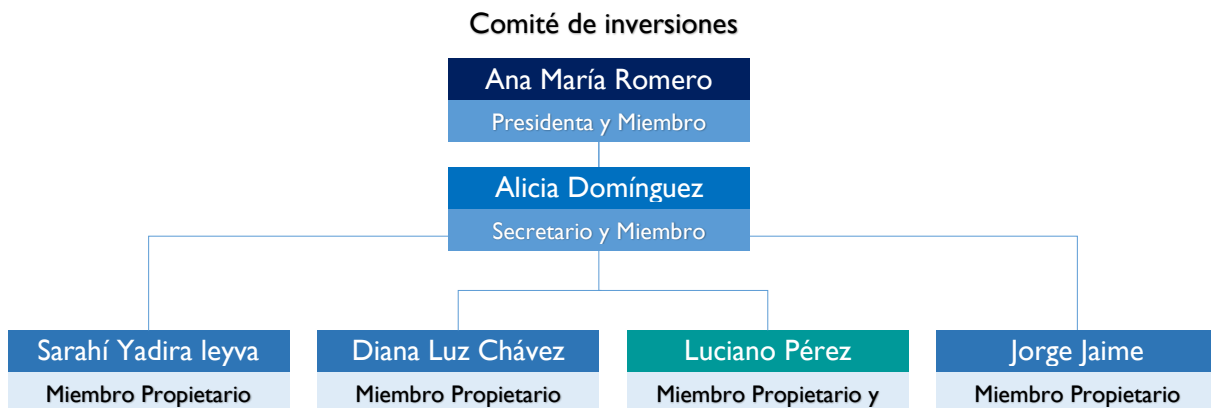 Comité de inversiones
Ana María Romero
Presidenta y Miembro
Alicia Domínguez
Secretario y Miembro
Sarahí Yadira leyva
Diana Luz Chávez
Luciano Pérez
Jorge Jaime
Miembro Propietario
Miembro Propietario
Miembro Propietario y
Miembro Propietario